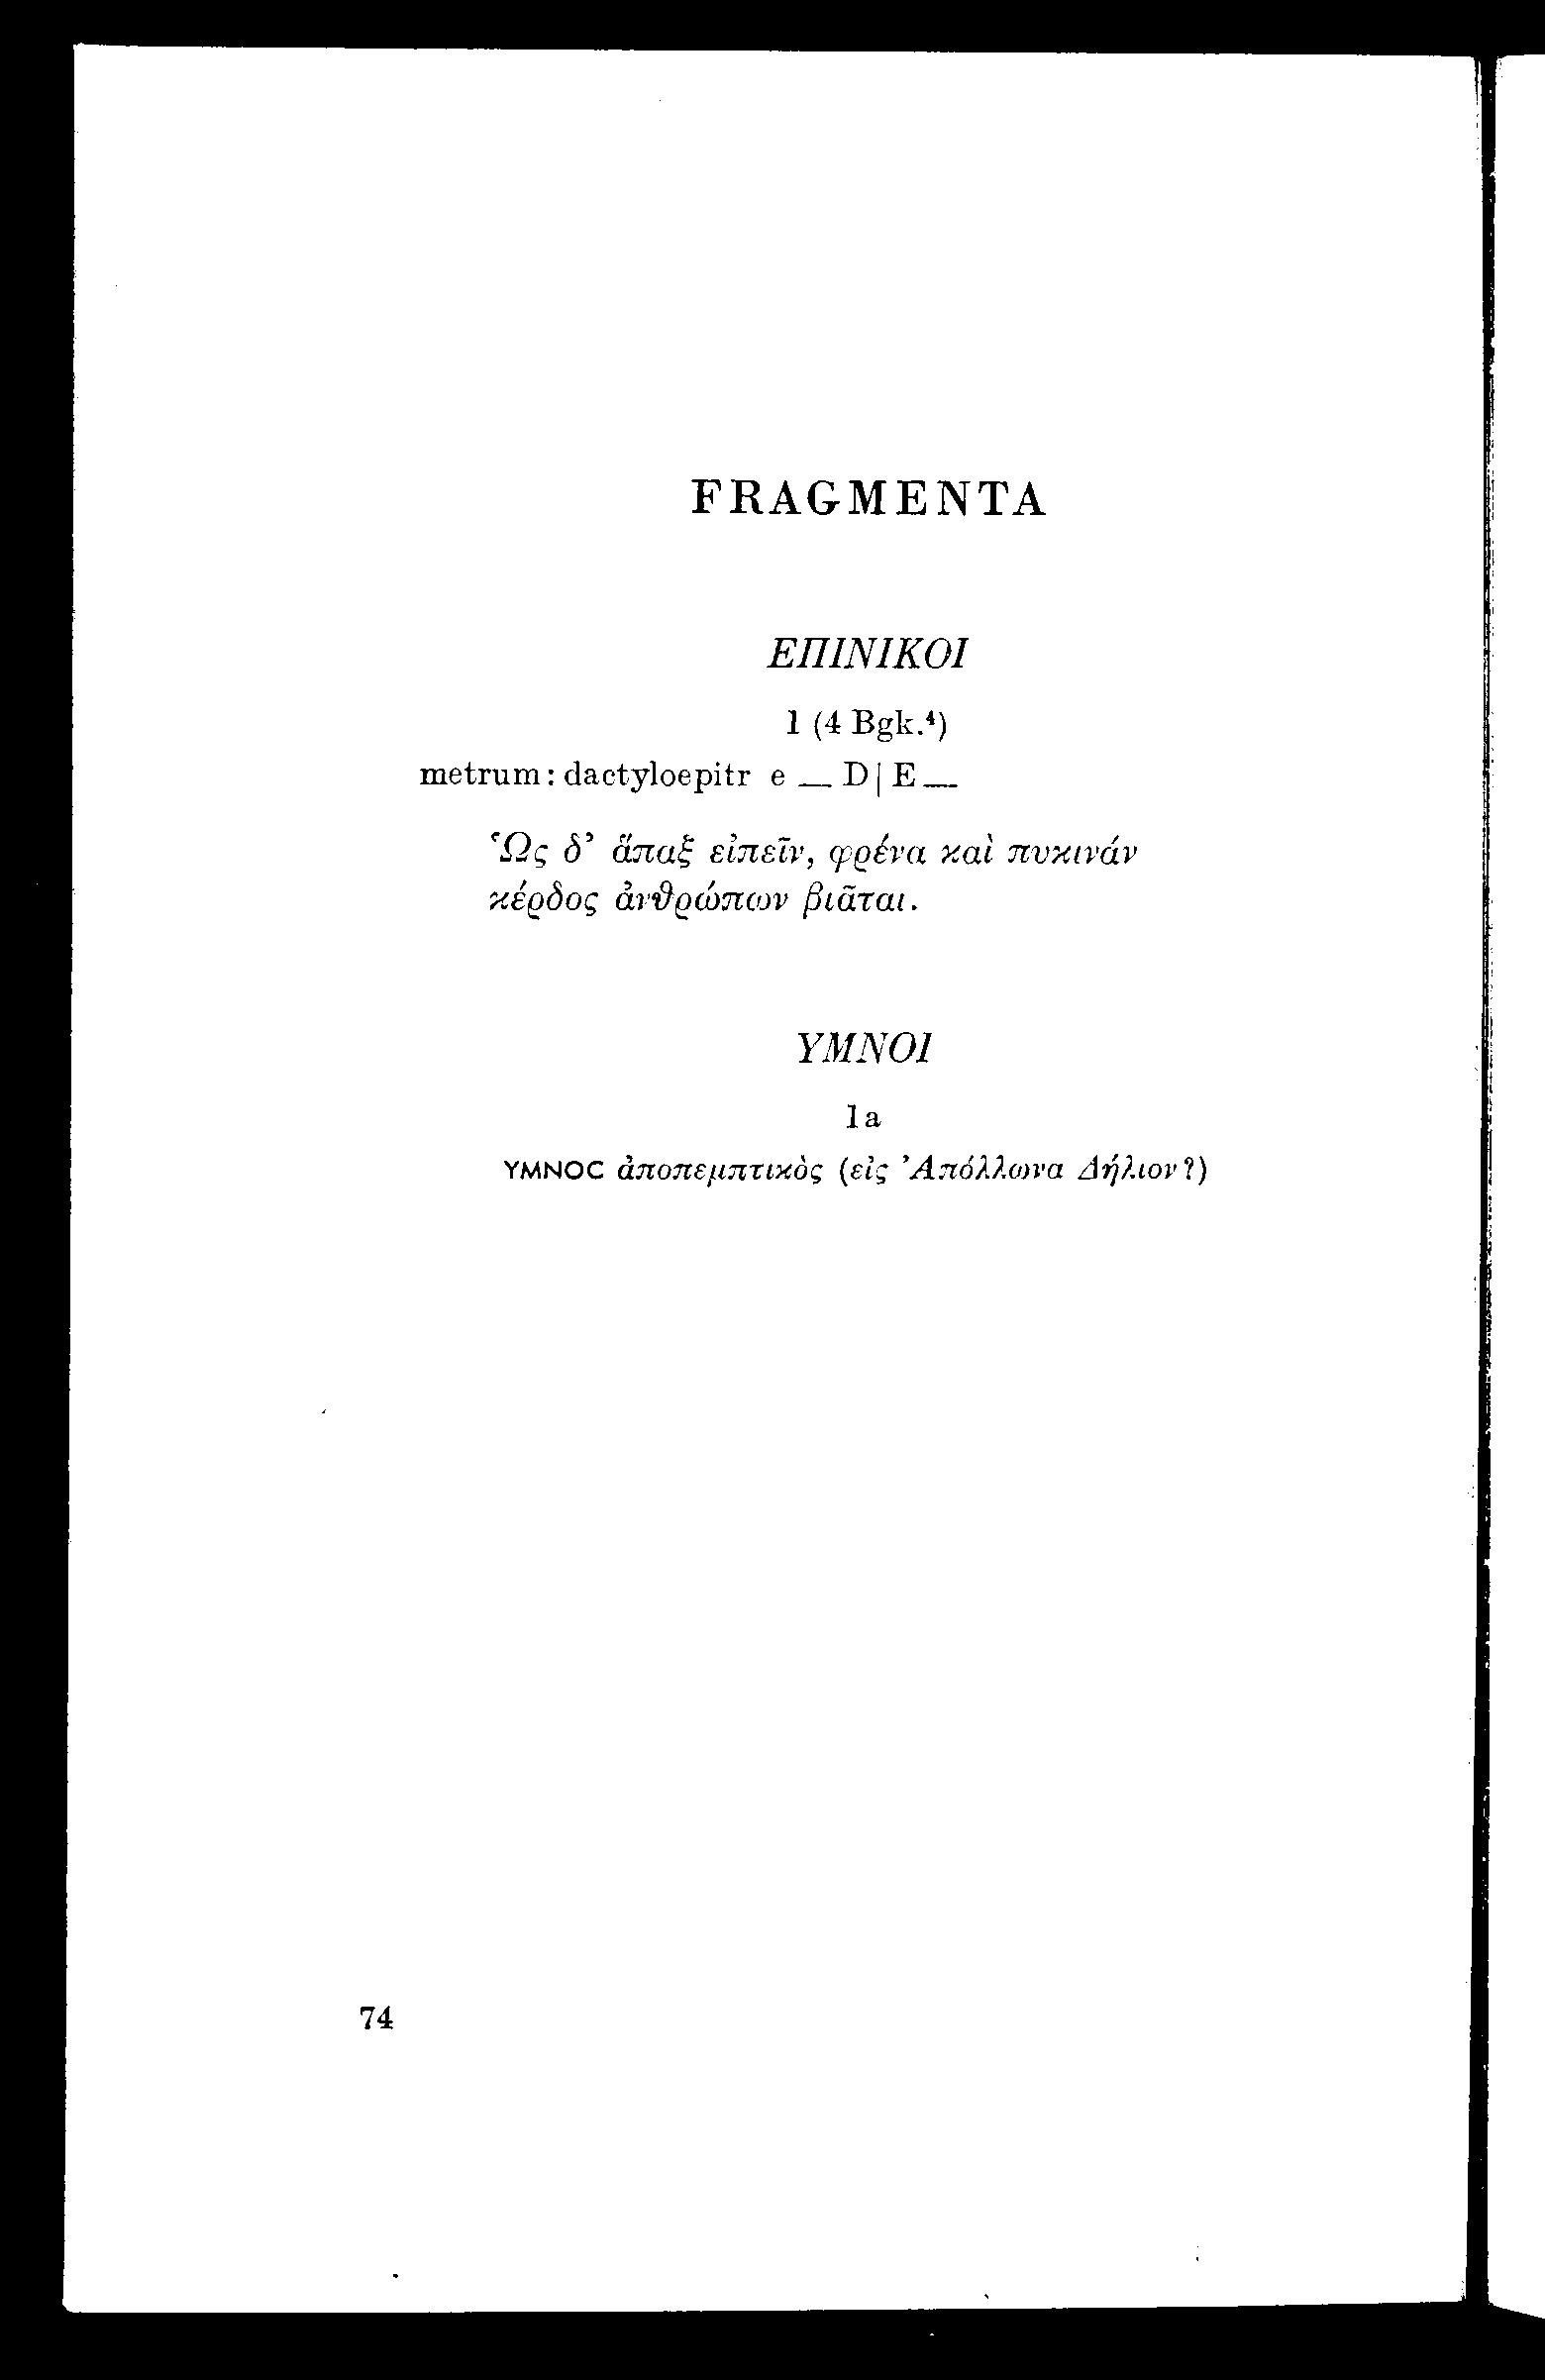 FRAGMENTA
ΕΠΙΝΙΚΟΙ
1 (4 Bgk.⁴)
metrum: dactyloepitr e — D | E —
Ὡς δ’ ἅπαξ εἰπεῖν, φρένα καὶ πυκινάν
κέρδος ἀνθρώπων βιᾶται.
ΥΜΝΟΙ
1a
ΥΜΝΟC ἀποπεμπτικὸς (εἰς Ἀπόλλωνα Δήλιον?)
74